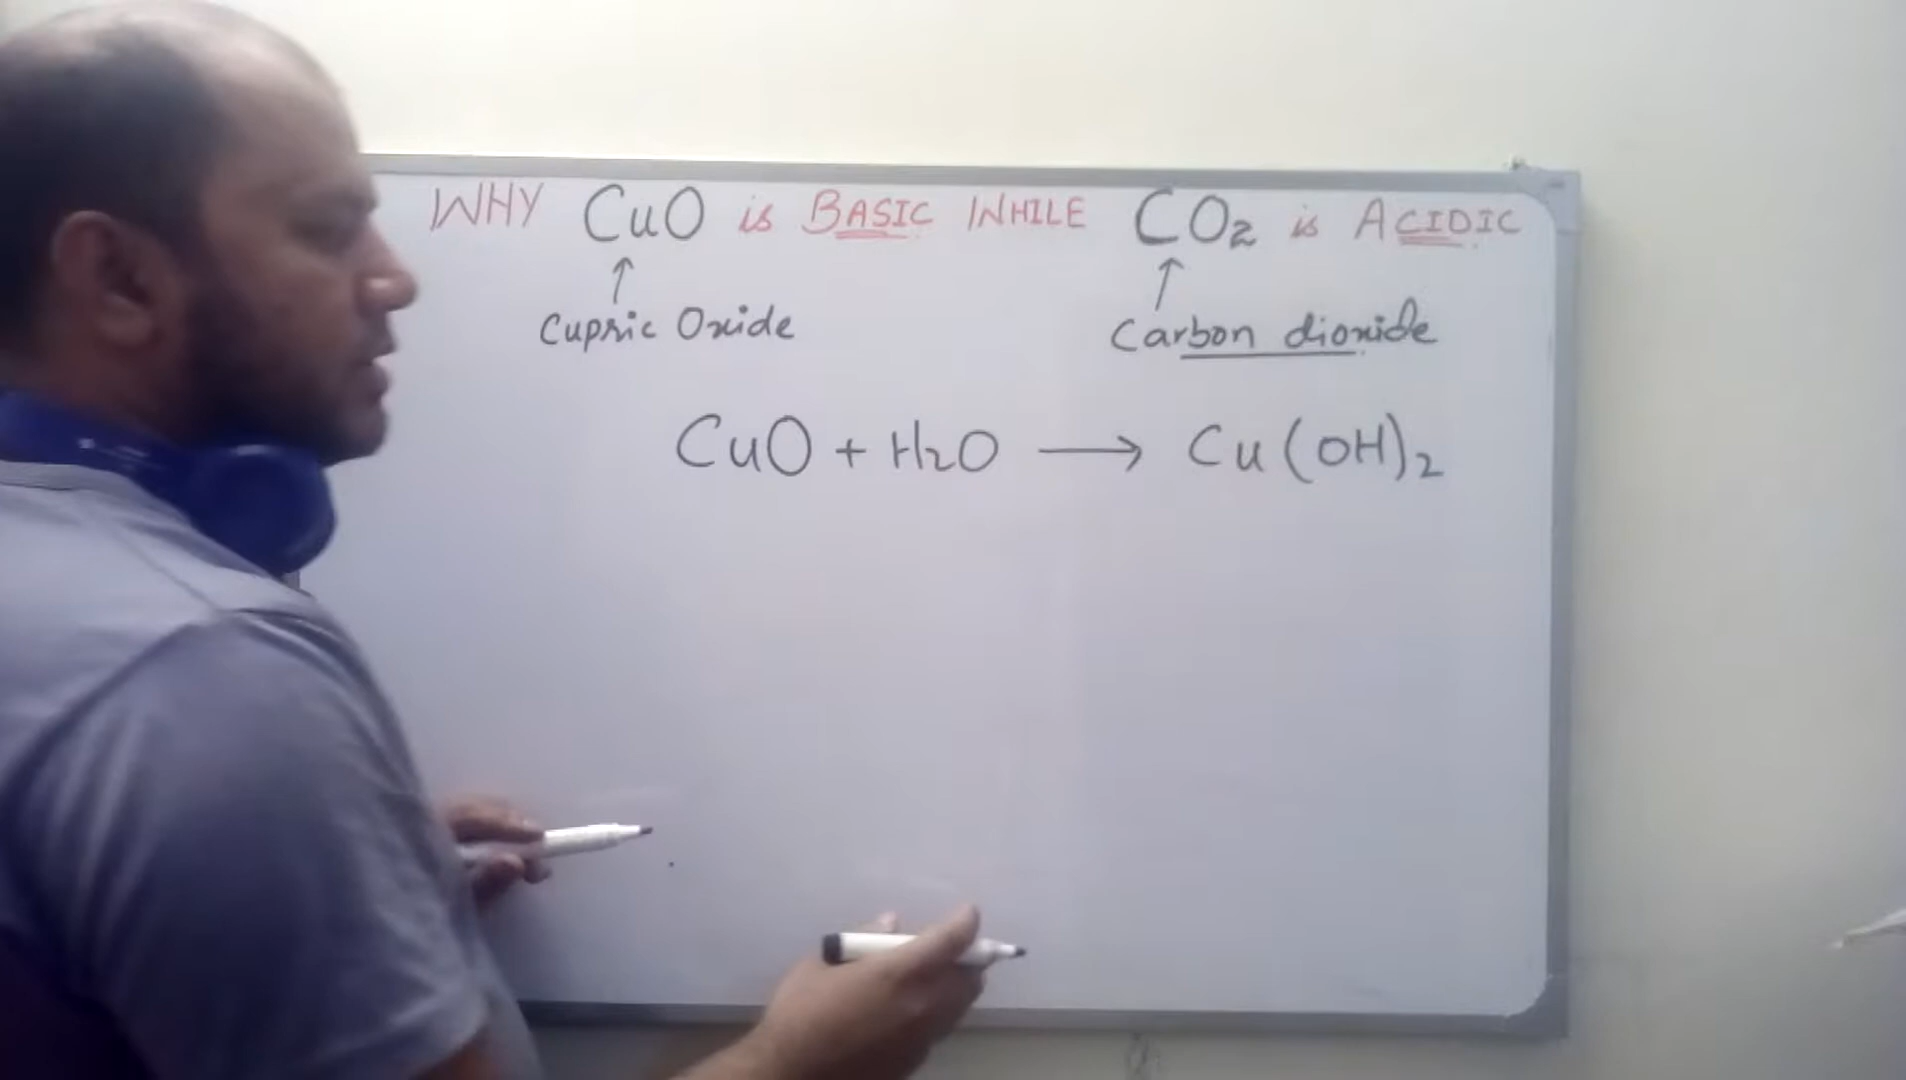 WHY CuO is BASIC WHILE CO₂ is ACIDIC
↑ ↑
Cupric Oxide Carbon dioxide
CuO + H₂O → Cu(OH)₂